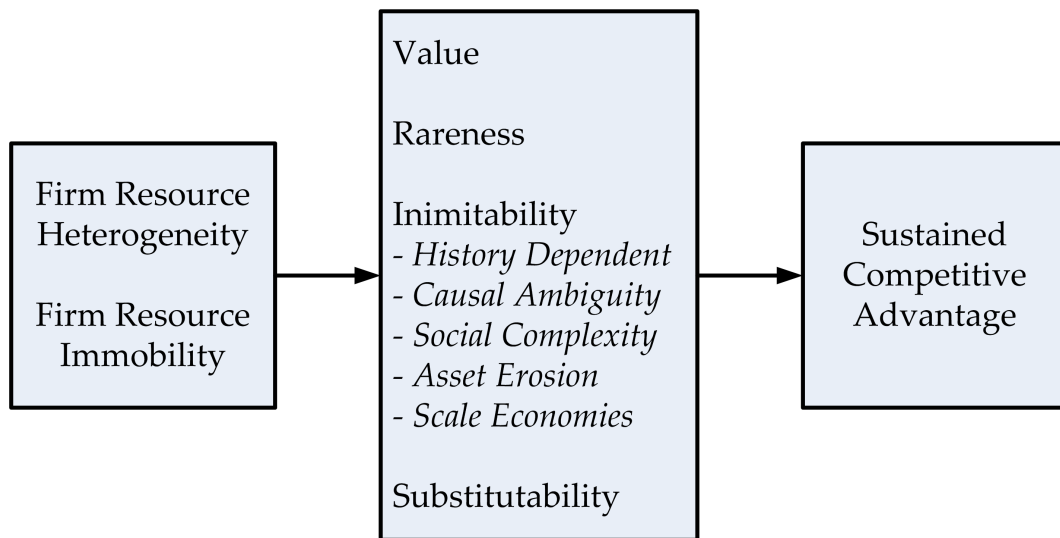 Firm Resource
Heterogeneity
Firm Resource
Immobility
Value
Rareness
Inimitability
- History Dependent
- Causal Ambiguity
- Social Complexity
- Asset Erosion
- Scale Economies
Substitutability
Sustained
Competitive
Advantage